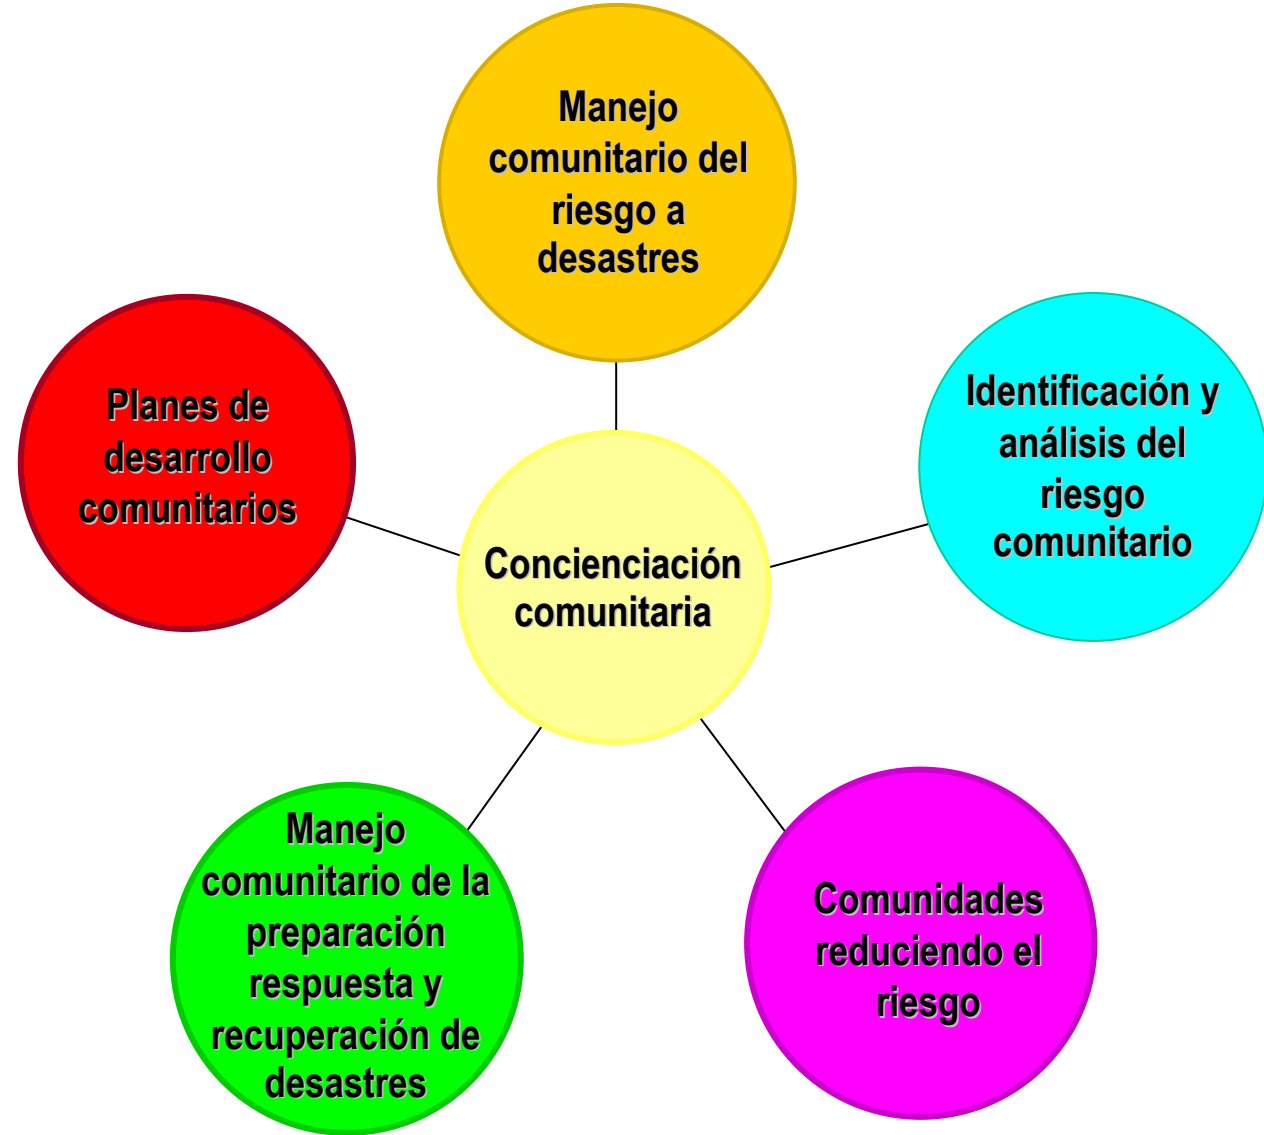 Manejo
comunitario del
riesgo a
desastres
Planes de
desarrollo
comunitarios
Identificación y
análisis del
riesgo
comunitario
Concienciación
comunitaria
Manejo
comunitario de la
preparación
respuesta y
recuperación de
desastres
Comunidades
reduciendo el
riesgo